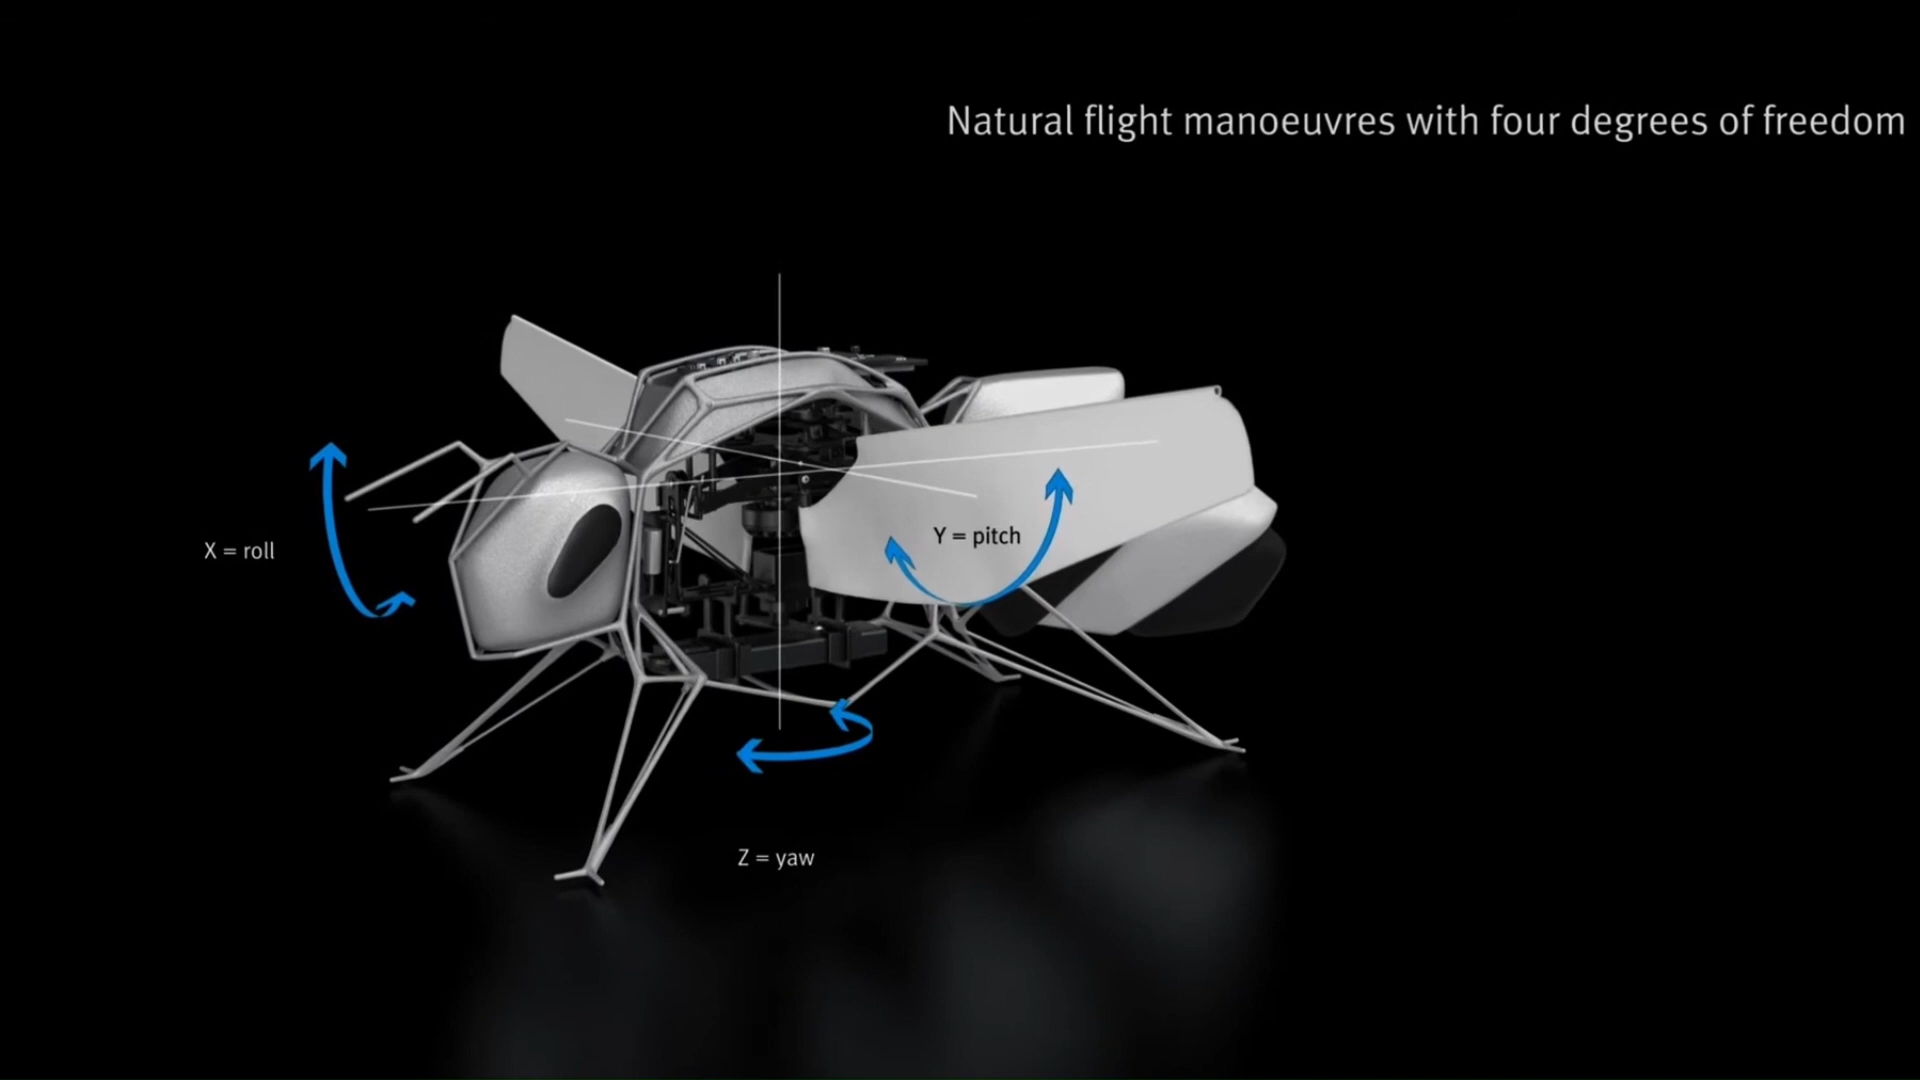 Natural flight manoeuvres with four degrees of freedom
X = roll
Y = pitch
Z = yaw